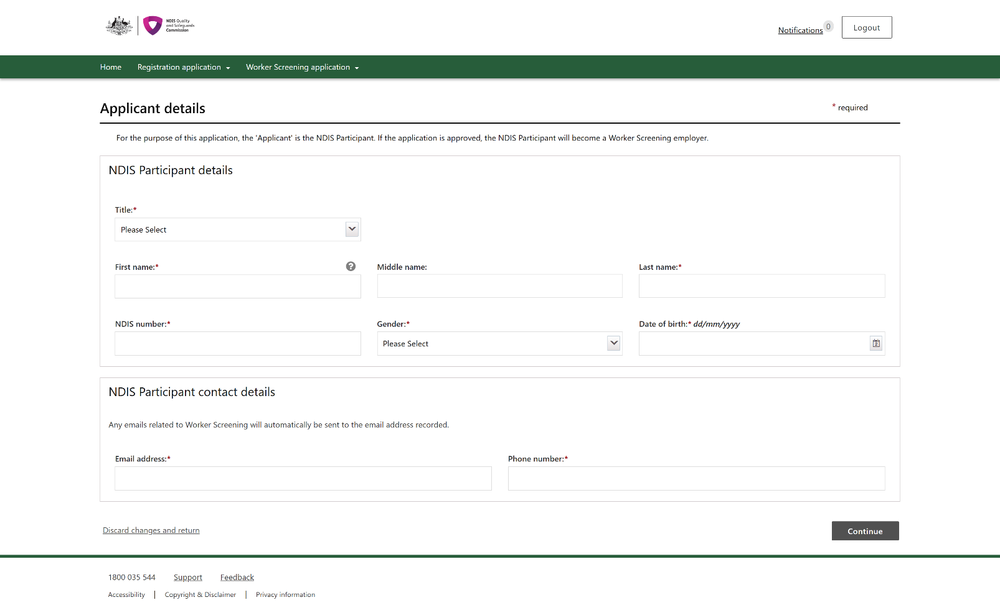 NDIS Quality
and Safeguards
Commission
Notifications 0
Logout
Home Registration application Worker Screening application
Applicant details
* required
For the purpose of this application, the 'Applicant' is the NDIS Participant. If the application is approved, the NDIS Participant will become a Worker Screening employer.
NDIS Participant details
Title:*
Please Select
First name:* ? Middle name: Last name:*
NDIS number:* Gender:* Date of birth:* dd/mm/yyyy
Please Select 2
NDIS Participant contact details
Any emails related to Worker Screening will automatically be sent to the email address recorded.
Email address:* Phone number:*
Discard changes and return
Continue
1800 035 544 Support Feedback
Accessibility | Copyright & Disclaimer | Privacy information